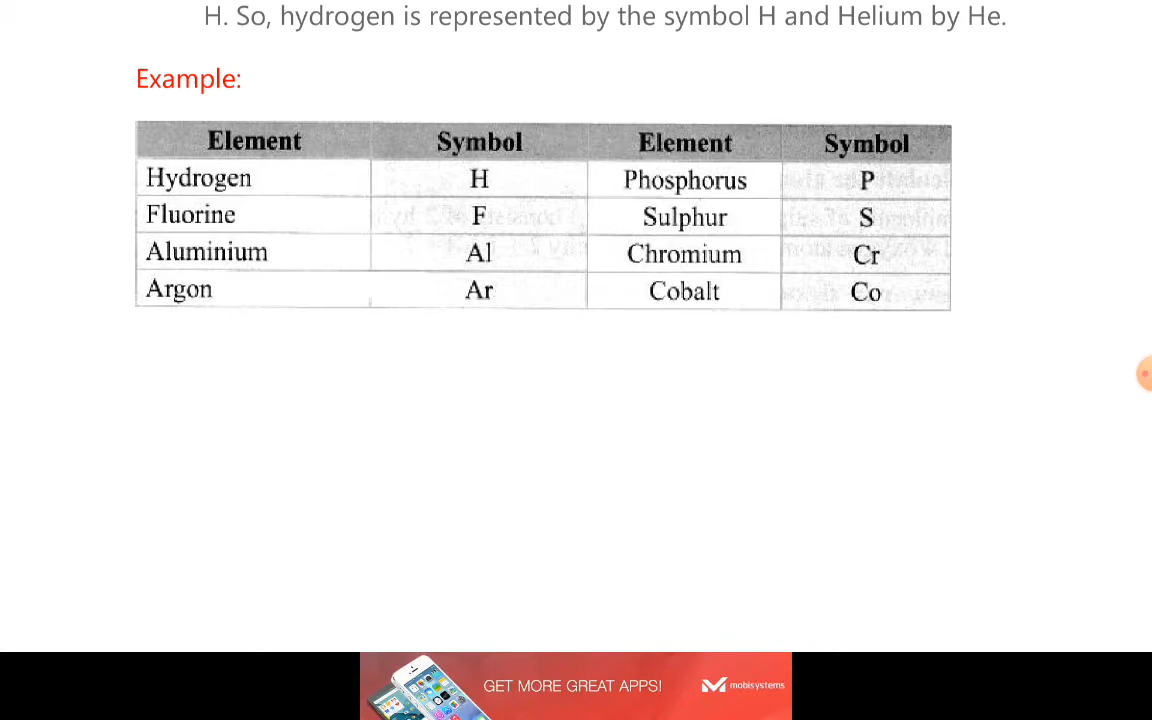 H. So, hydrogen is represented by the symbol H and Helium by He.
Example:
Element Symbol Element Symbol
Hydrogen H Phosphorus P
Fluorine F Sulphur S
Aluminium Al Chromium Cr
Argon Ar Cobalt Co
GET MORE GREAT APPS! mobisystems